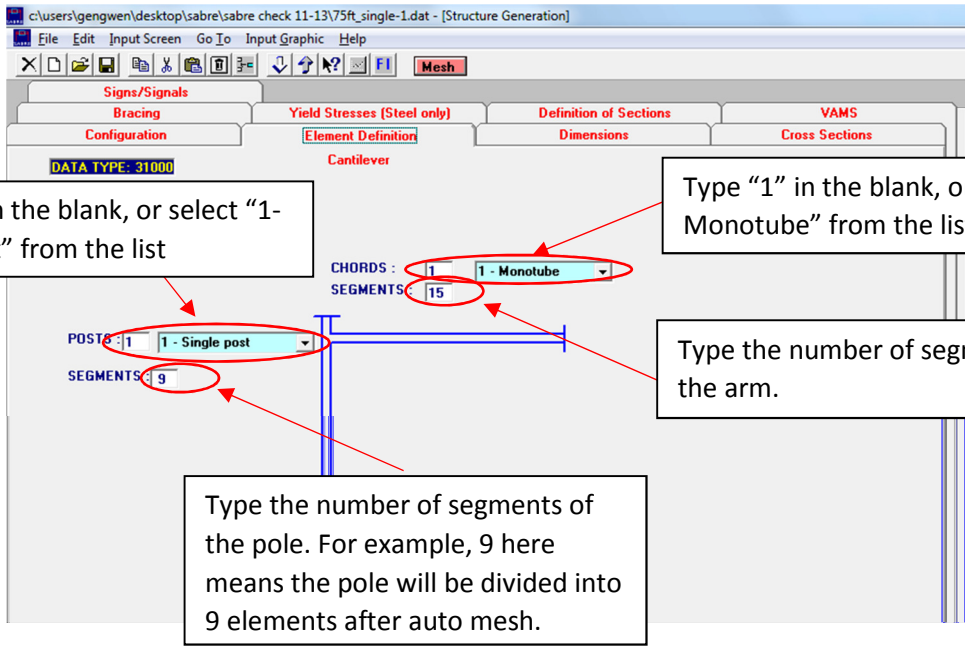 c:\users\gengwen\desktop\sabre\sabre check 11-13\75ft_single-1.dat - [Structure Generation]
File Edit Input Screen Go To Input Graphic Help
FI Mesh
Signs/Signals
Bracing Yield Stresses (Steel only) Definition of Sections VAMS
Configuration Element Definition Dimensions Cross Sections
DATA TYPE: 31000 Cantilever
the blank, or select "1-
" from the list
Type "1" in the blank, o
Monotube" from the lis
CHORDS : 1 1 - Monotube
SEGMENTS : 15
POSTS : 1 1 - Single post
SEGMENTS : 9
Type the number of seg
the arm.
Type the number of segments of
the pole. For example, 9 here
means the pole will be divided into
9 elements after auto mesh.